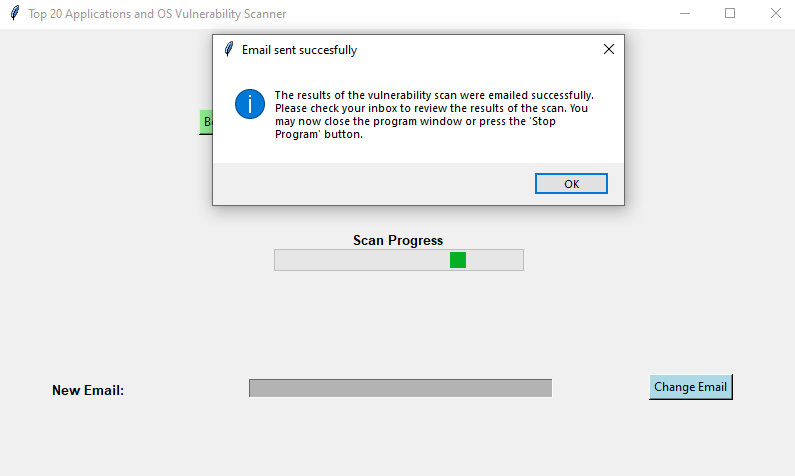 Top 20 Applications and OS Vulnerability Scanner
Email sent succesfully
The results of the vulnerability scan were emailed successfully.
Please check your inbox to review the results of the scan. You
may now close the program window or press the 'Stop
Program' button.
OK
Scan Progress
New Email:
Change Email